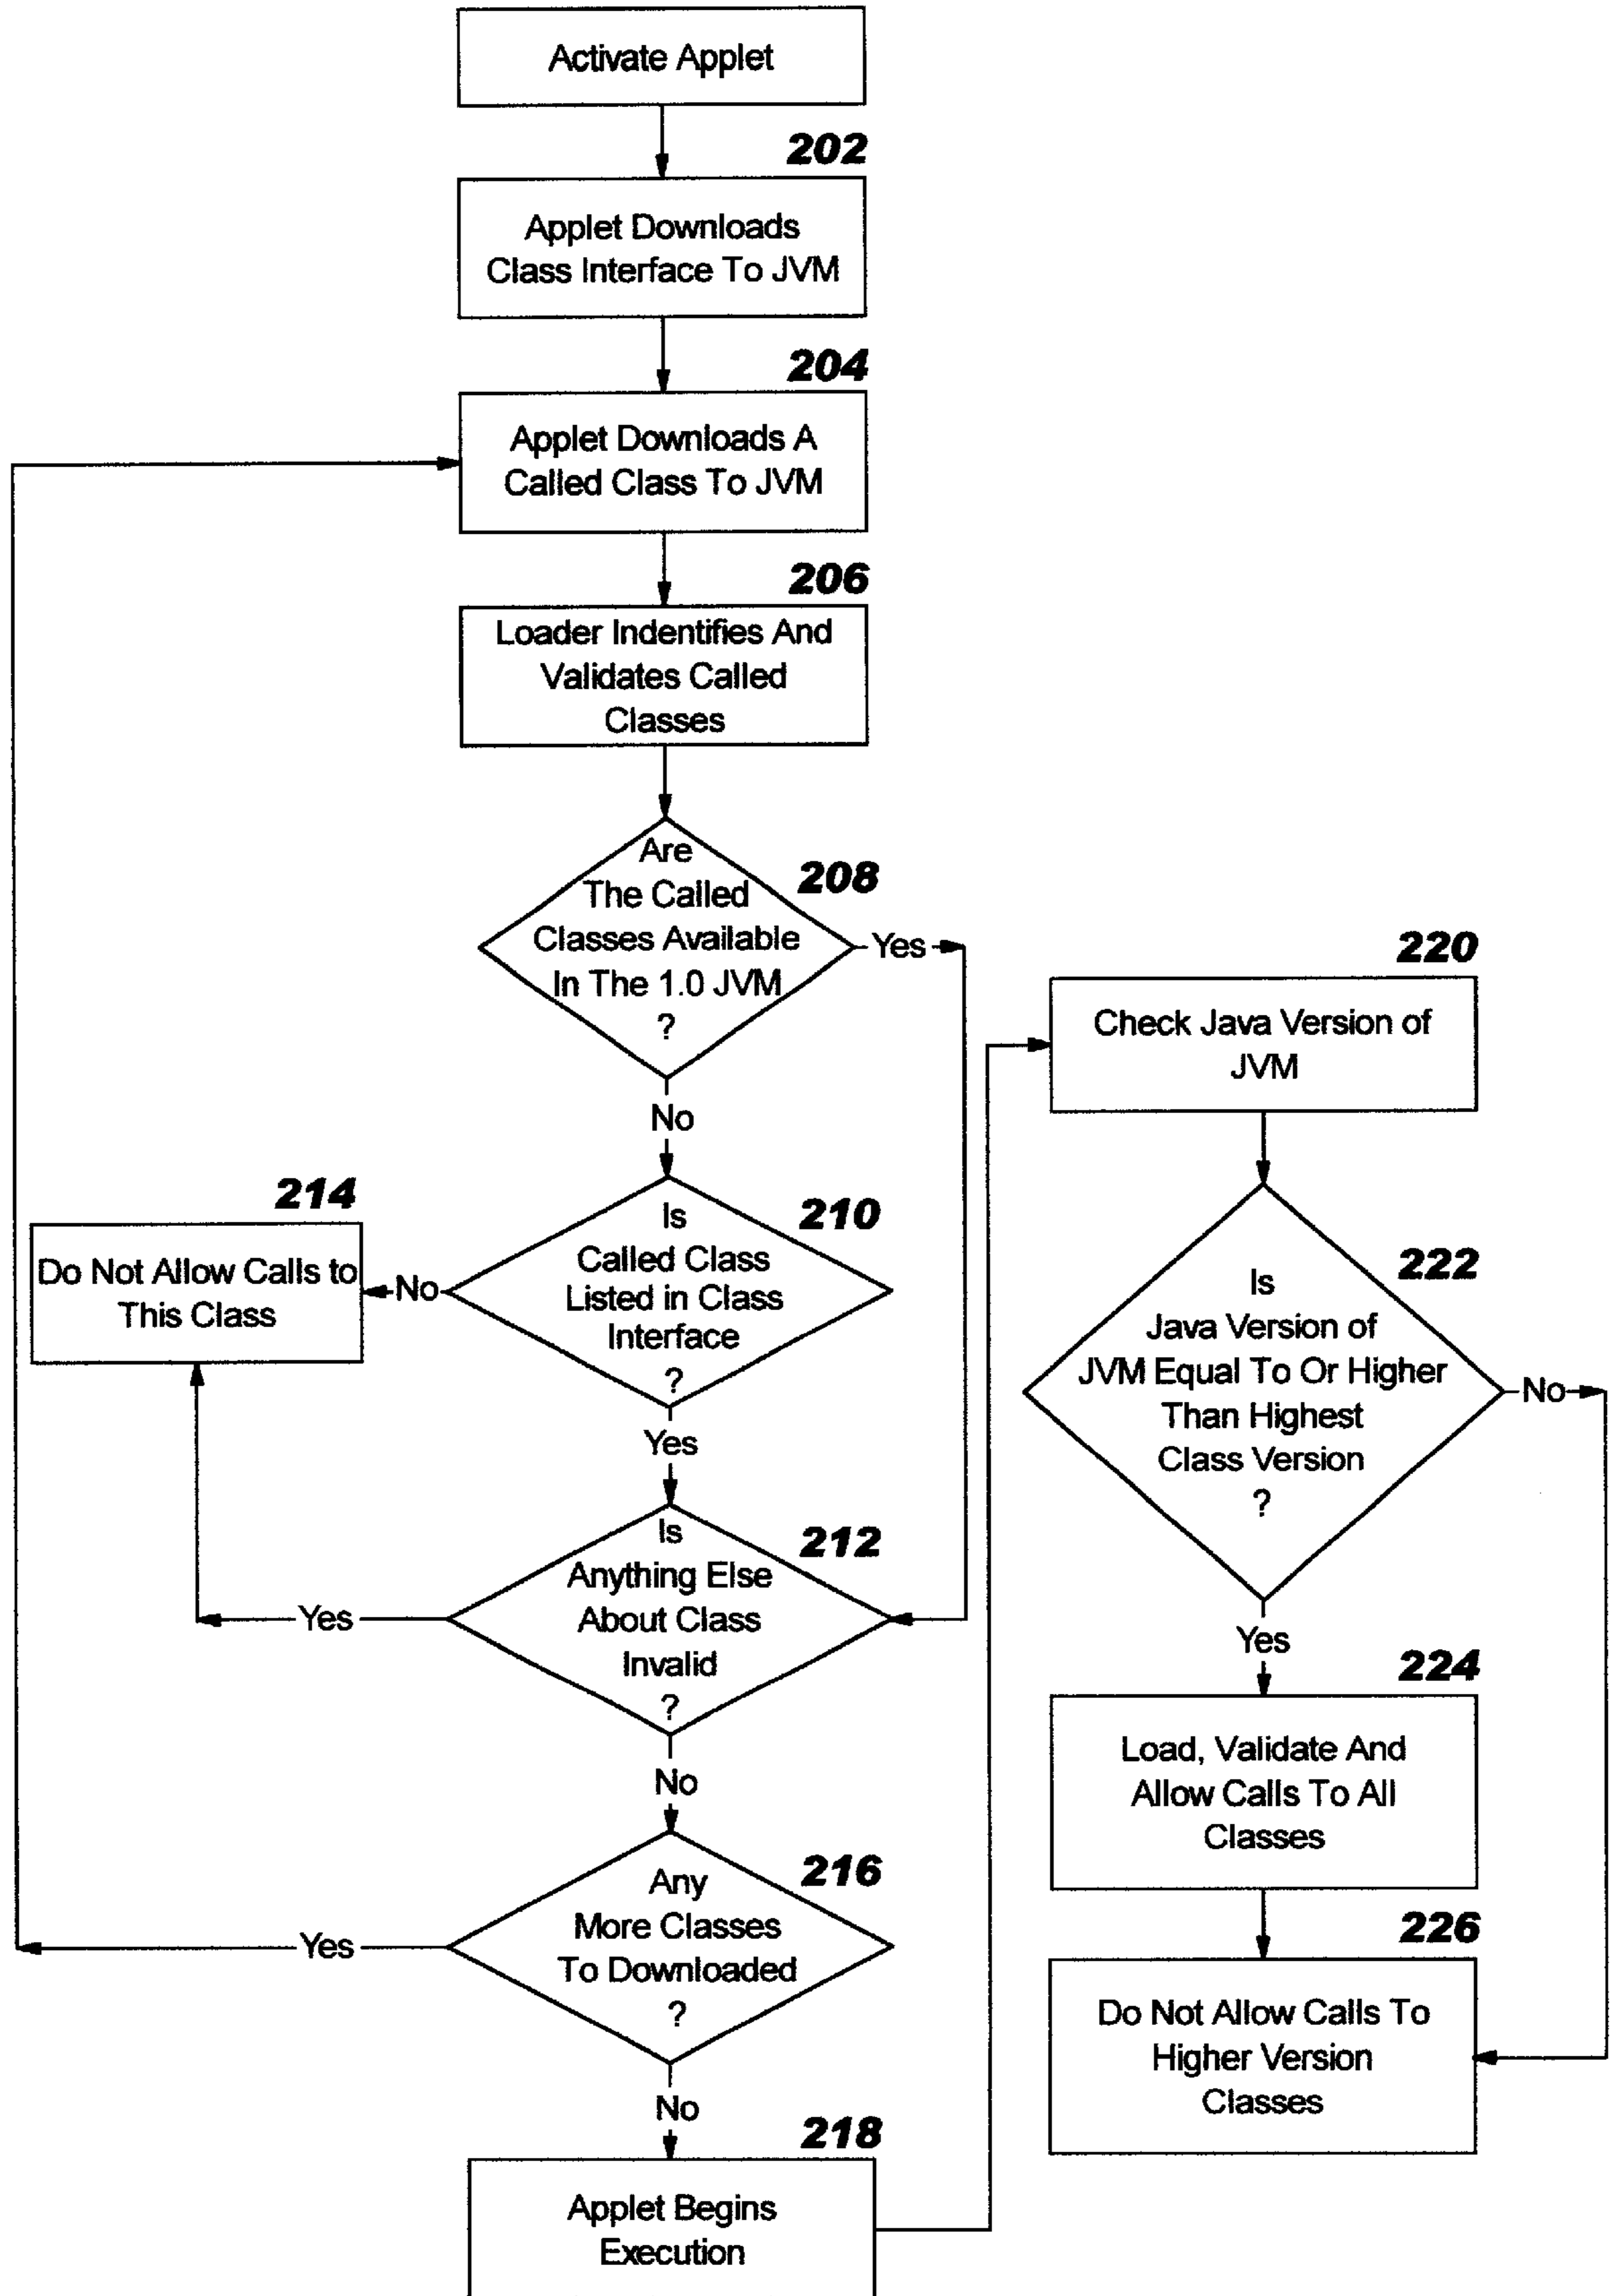 Activate Applet
202
Applet Downloads
Class Interface To JVM
204
Applet Downloads A
Called Class To JVM
206
Loader Indentifies And
Validates Called
Classes
208
Are
The Called
Classes Available
In The 1.0 JVM
?
Yes
No
210
Is
Called Class
Listed in Class
Interface
?
No
214
Do Not Allow Calls to
This Class
Yes
212
Is
Anything Else
About Class
Invalid
?
Yes
No
216
Any
More Classes
To Downloaded
?
Yes
No
218
Applet Begins
Execution
220
Check Java Version of
JVM
222
Is
Java Version of
JVM Equal To Or Higher
Than Highest
Class Version
?
No
Yes
224
Load, Validate And
Allow Calls To All
Classes
226
Do Not Allow Calls To
Higher Version
Classes